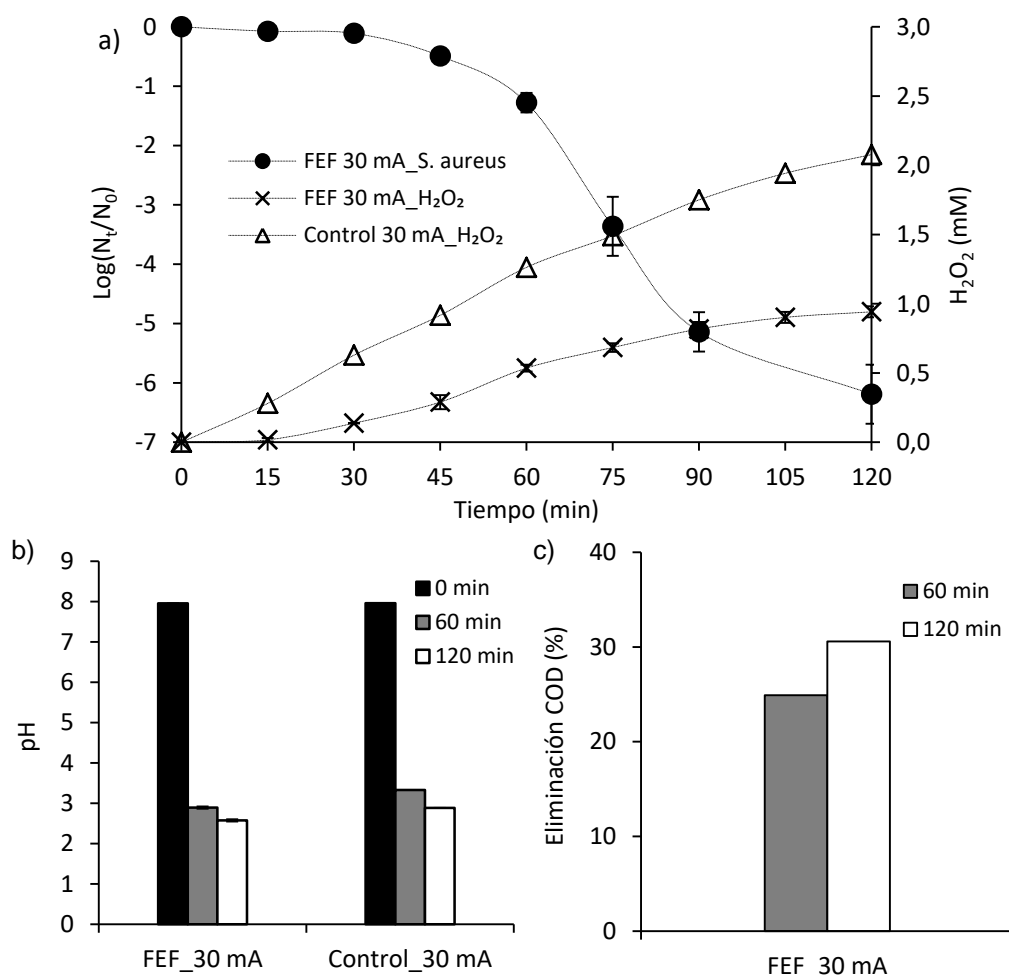 a)
0
-1
-2
-3
-4
-5
-6
-7
Log(Nt/N0)
FEF 30 mA_S. aureus
FEF 30 mA_H₂O₂
Control 30 mA_H₂O₂
3,0
2,5
2,0
1,5
1,0
0,5
0,0
H2O2 (mM)
0 15 30 45 60 75 90 105 120
Tiempo (min)
b)
9
8
7
6
5
4
3
2
1
0
pH
0 min
60 min
120 min
FEF_30 mA Control_30 mA
c)
40
30
20
10
0
Eliminación COD (%)
60 min
120 min
FEF_30 mA